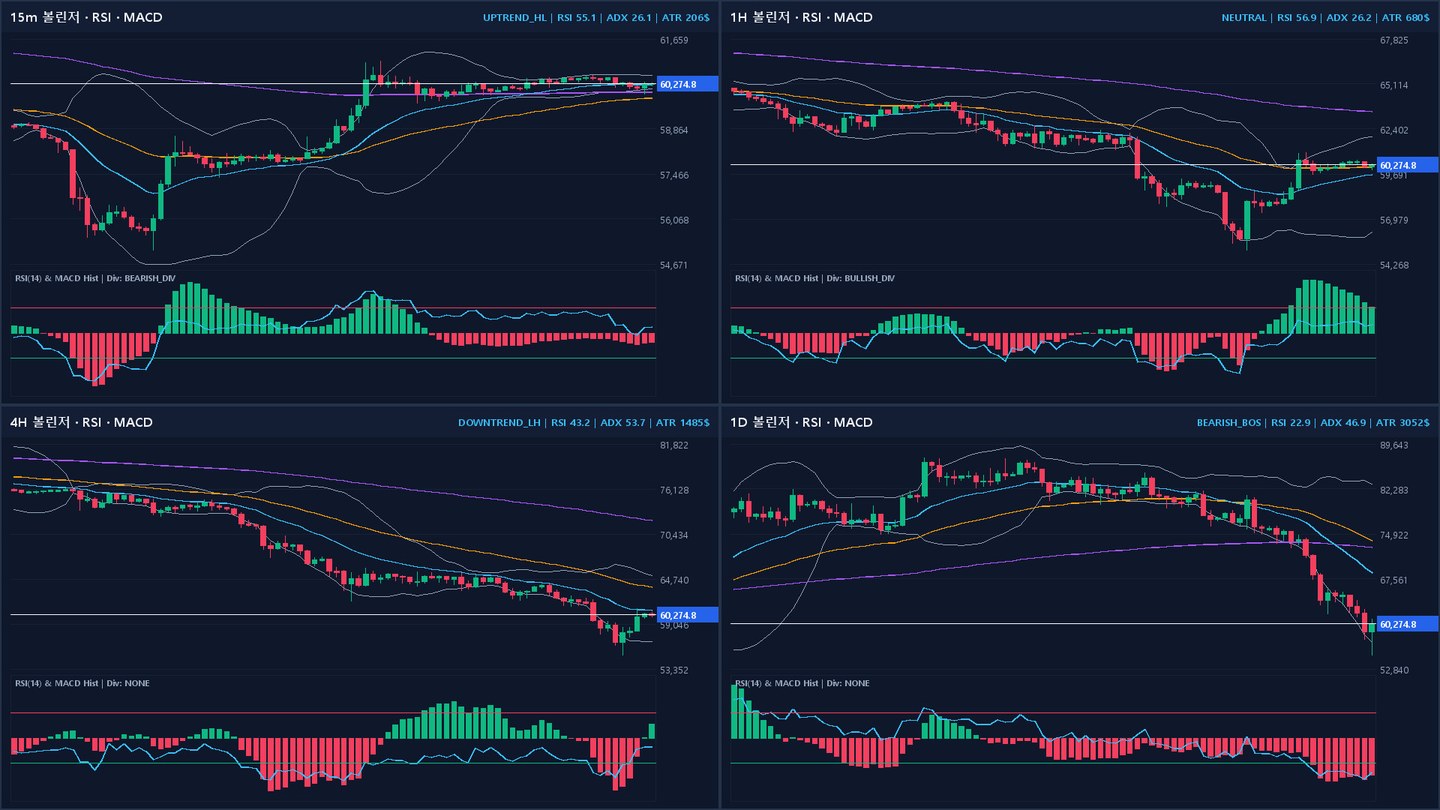 15m 볼린저 · RSI · MACD
UPTREND_HL | RSI 55.1 | ADX 26.1 | ATR 206$
61,659
60,274.8
58,864
57,466
56,068
54,671
RSI(14) & MACD Hist | Div: BEARISH_DIV
1H 볼린저 · RSI · MACD
NEUTRAL | RSI 56.9 | ADX 26.2 | ATR 680$
67,825
65,114
62,402
60,274.8
59,691
56,979
54,268
RSI(14) & MACD Hist | Div: BULLISH_DIV
4H 볼린저 · RSI · MACD
DOWNTREND_LH | RSI 43.2 | ADX 53.7 | ATR 1485$
81,822
76,128
70,434
64,740
60,274.8
59,046
53,352
RSI(14) & MACD Hist | Div: NONE
1D 볼린저 · RSI · MACD
BEARISH_BOS | RSI 22.9 | ADX 46.9 | ATR 3052$
89,643
82,283
74,922
67,561
60,274.8
52,840
RSI(14) & MACD Hist | Div: NONE